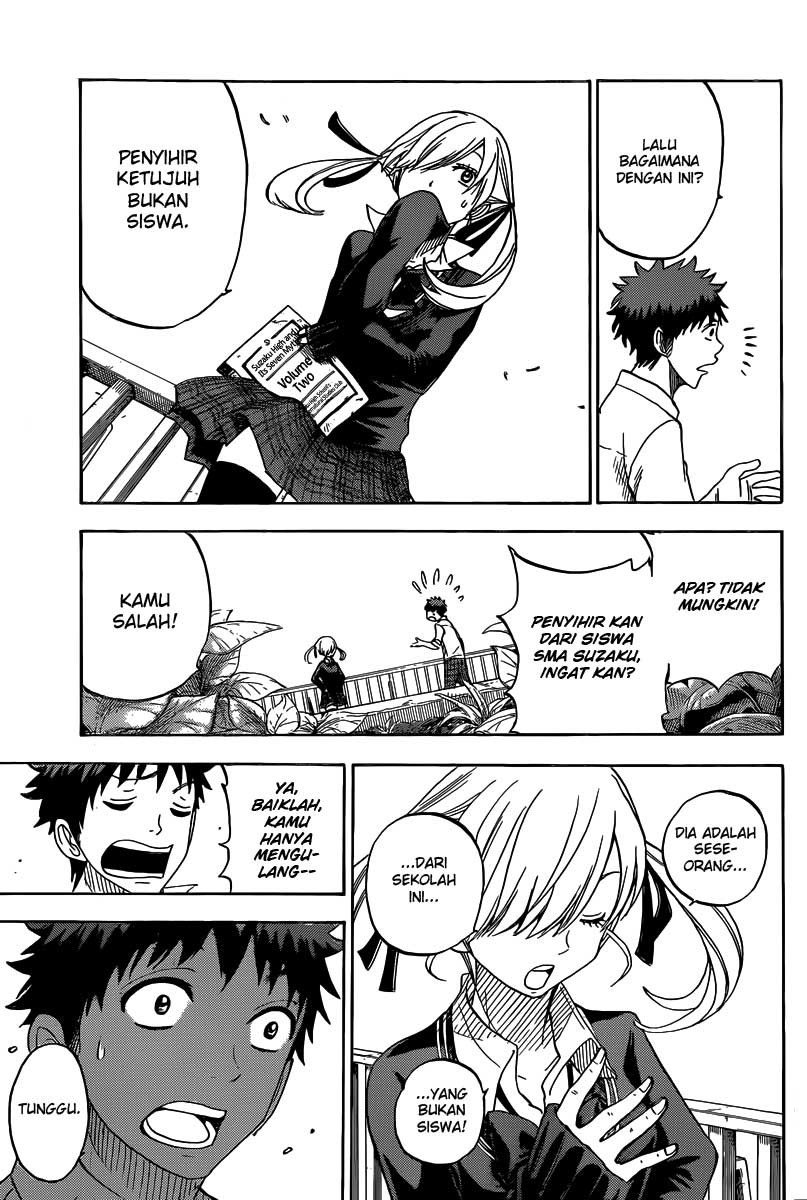 LALU
BAGAIMANA
DENGAN INI?
PENYIHIR
KETUJUH
BUKAN
SISWA.
Suzaku High and
Its Seven Myths
Volume
Two
APA? TIDAK
MUNGKIN!
PENYIHIR KAN
DARI SISWA
SMA SUZAKU,
INGAT KAN?
KAMU
SALAH!
DIA ADALAH
SESE-
ORANG...
...DARI
SEKOLAH
INI...
...YANG
BUKAN
SISWA!
YA,
BAIKLAH,
KAMU
HANYA
MENGU-
LANG--
TUNGGU.